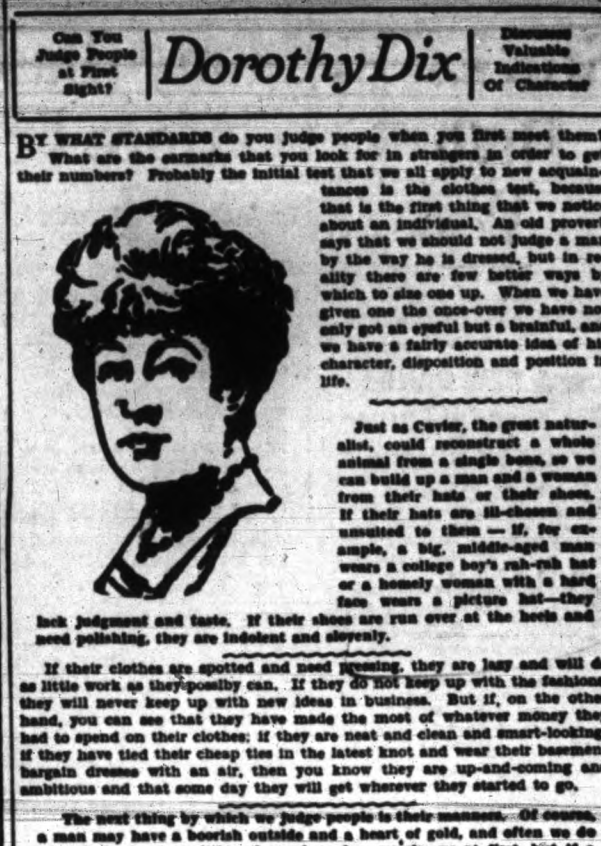 Can You
Judge People
at First
Sight?
Dorothy Dix
Discusses
Valuable
Indications
Of Character
BY WHAT STANDARDS do you judge people when you first meet them?
What are the earmarks that you look for in strangers in order to get
their numbers? Probably the initial test that we all apply to new acquain-
tances is the clothes test, because
that is the first thing that we notice
about an individual. An old proverb
says that we should not judge a man
by the way he is dressed, but in re-
ality there are few better ways by
which to size one up. When we have
given one the once-over we have not
only got an eyeful but a brainful, and
we have a fairly accurate idea of his
character, disposition and position in
life.
Just as Cuvier, the great natur-
alist, could reconstruct a whole
animal from a single bone, so we
can build up a man and a woman
from their hats or their shoes.
If their hats are ill-chosen and
unsuited to them — if, for ex-
ample, a big, middle-aged man
wears a college boy's rah-rah hat
or a homely woman with a hard
face wears a picture hat—they
lack judgment and taste. If their shoes are run over at the heels and
need polishing, they are indolent and slovenly.
If their clothes are spotted and need pressing, they are lazy and will do
as little work as they posslby can. If they do not keep up with the fashions
they will never keep up with new ideas in business. But if, on the other
hand, you can see that they have made the most of whatever money they
had to spend on their clothes; if they are neat and clean and smart-looking
if they have tied their cheap ties in the latest knot and wear their basement
bargain dresses with an air, then you know they are up-and-coming and
ambitious and that some day they will get wherever they started to go.
The next thing by which we judge people is their manners. Of course,
a man may have a boorish outside and a heart of gold, and often we do